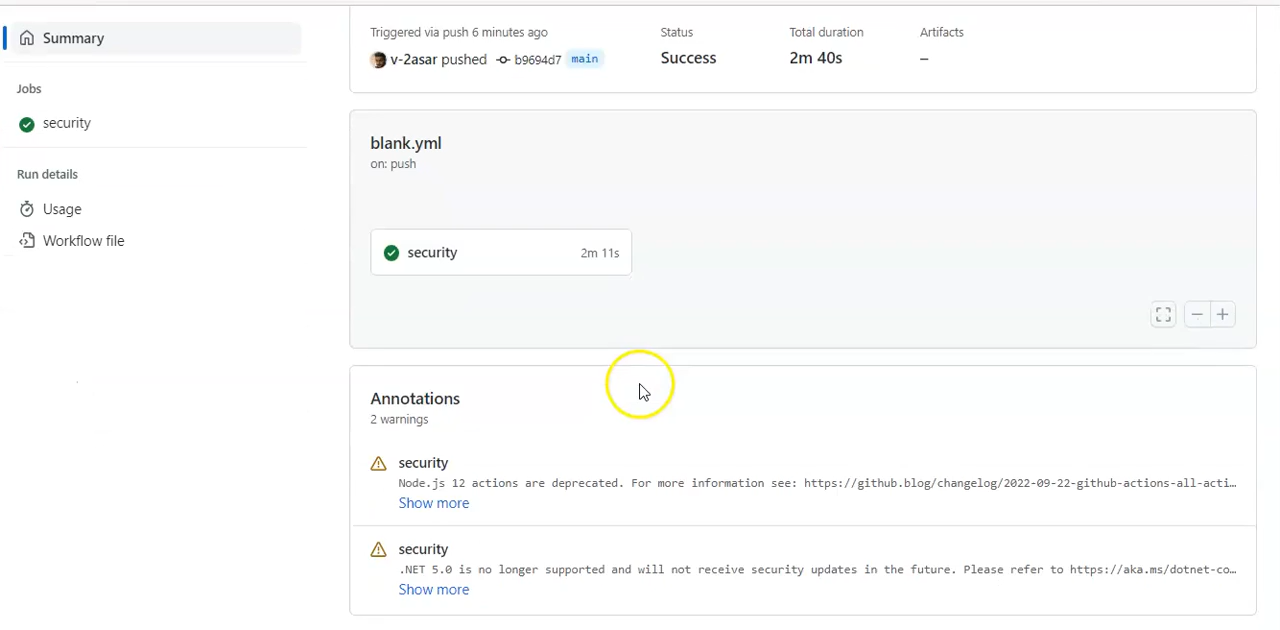 Summary
Jobs
security
Run details
Usage
Workflow file
Triggered via push 6 minutes ago
v-2asar pushed b9694d7 main
Status
Success
Total duration
2m 40s
Artifacts
–
blank.yml
on: push
security 2m 11s
Annotations
2 warnings
security
Node.js 12 actions are deprecated. For more information see: https://github.blog/changelog/2022-09-22-github-actions-all-acti…
Show more
security
.NET 5.0 is no longer supported and will not receive security updates in the future. Please refer to https://aka.ms/dotnet-co…
Show more